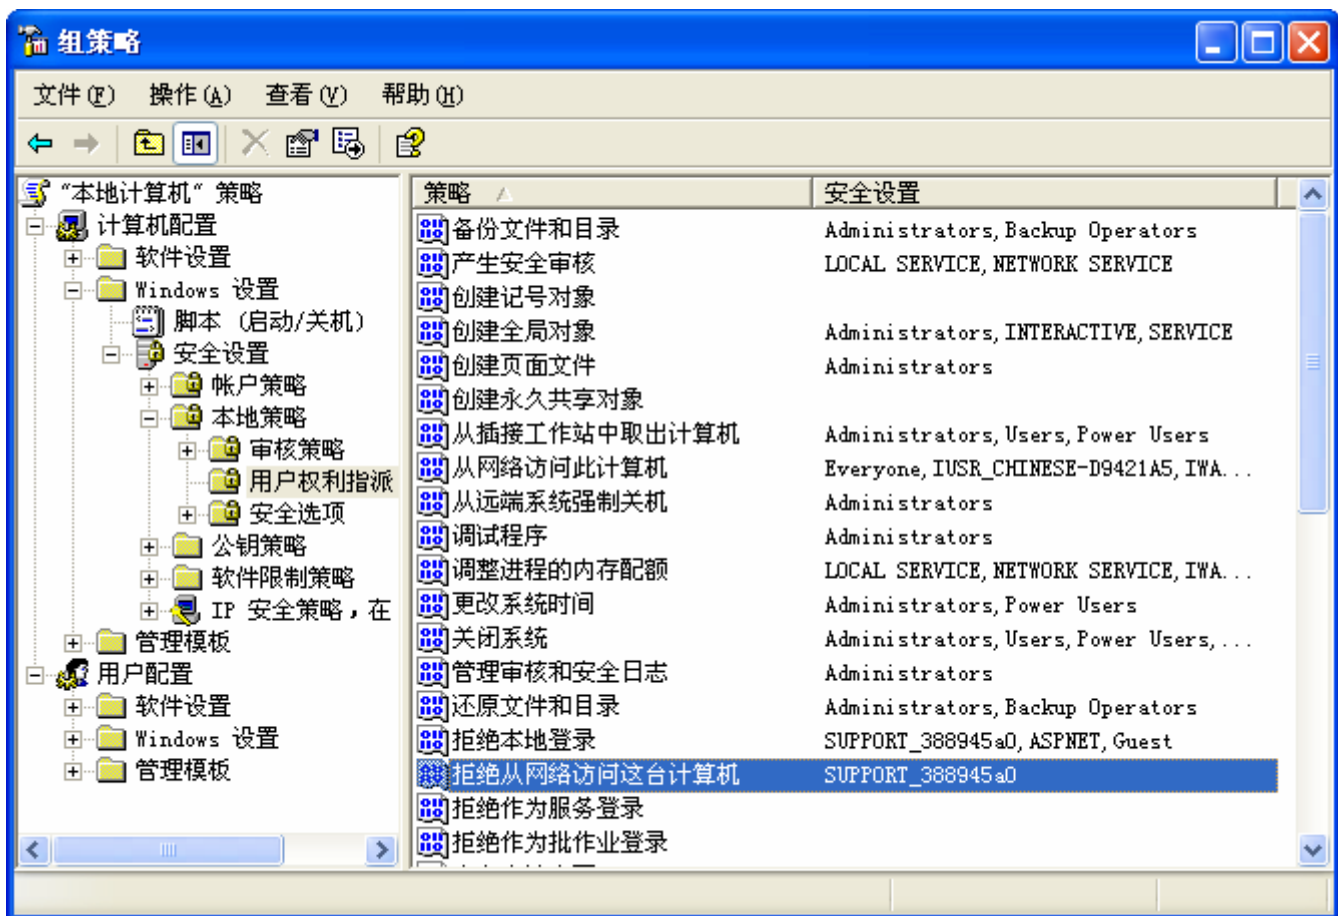 组策略
文件(F) 操作(A) 查看(V) 帮助(H)
“本地计算机” 策略
计算机配置
软件设置
Windows 设置
脚本 (启动/关机)
安全设置
帐户策略
本地策略
审核策略
用户权利指派
安全选项
公钥策略
软件限制策略
IP 安全策略，在
管理模板
用户配置
软件设置
Windows 设置
管理模板
策略 安全设置
备份文件和目录 Administrators, Backup Operators
产生安全审核 LOCAL SERVICE, NETWORK SERVICE
创建记号对象
创建全局对象 Administrators, INTERACTIVE, SERVICE
创建页面文件 Administrators
创建永久共享对象
从插接工作站中取出计算机 Administrators, Users, Power Users
从网络访问此计算机 Everyone, IUSR_CHINESE-D9421A5, IWA...
从远端系统强制关机 Administrators
调试程序 Administrators
调整进程的内存配额 LOCAL SERVICE, NETWORK SERVICE, IWA...
更改系统时间 Administrators, Power Users
关闭系统 Administrators, Users, Power Users, ...
管理审核和安全日志 Administrators
还原文件和目录 Administrators, Backup Operators
拒绝本地登录 SUPPORT_388945a0, ASPNET, Guest
拒绝从网络访问这台计算机 SUPPORT_388945a0
拒绝作为服务登录
拒绝作为批作业登录